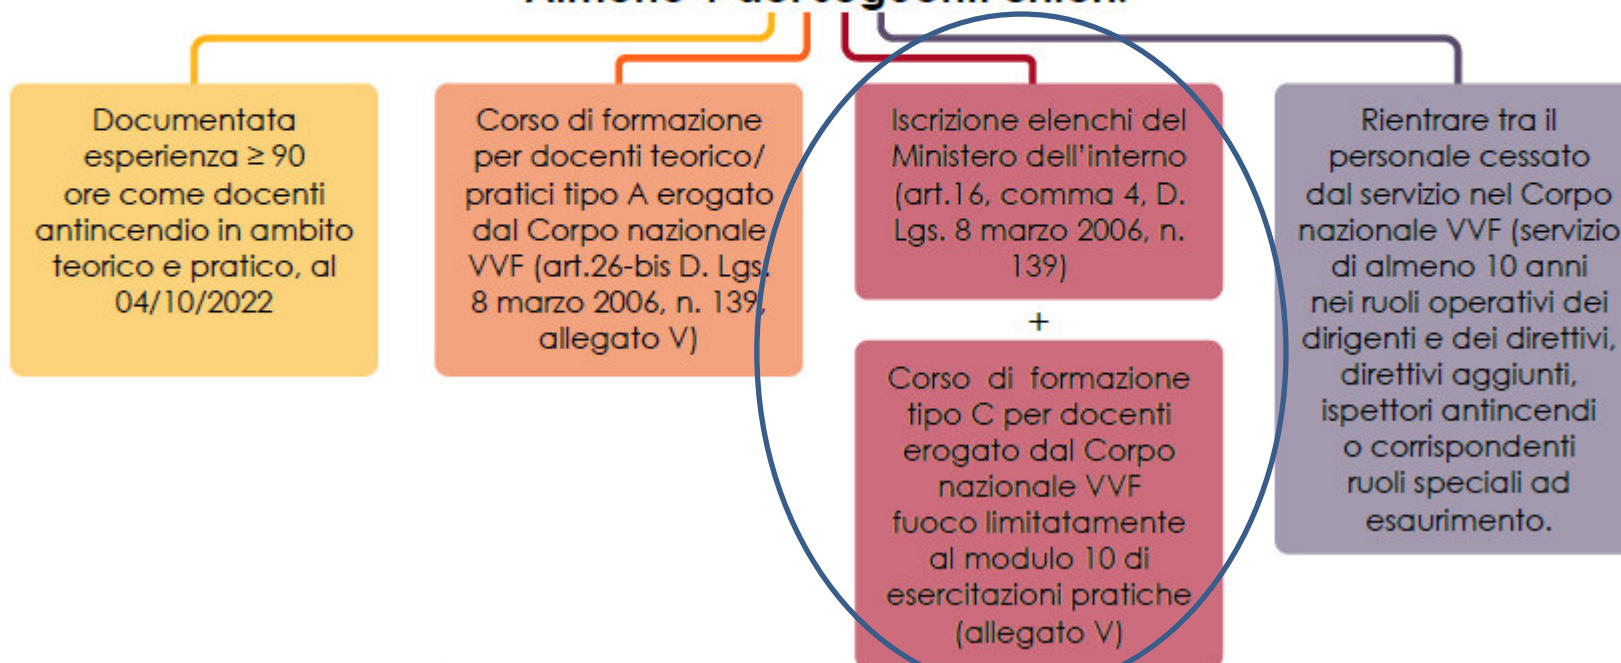 Documentata
esperienza ≥ 90
ore come docenti
antincendio in ambito
teorico e pratico, al
04/10/2022
Corso di formazione
per docenti teorico/
pratici tipo A erogato
dal Corpo nazionale
VVF (art.26-bis D. Lgs.
8 marzo 2006, n. 139,
allegato V)
Iscrizione elenchi del
Ministero dell'interno
(art.16, comma 4, D.
Lgs. 8 marzo 2006, n.
139)
+
Corso di formazione
tipo C per docenti
erogato dal Corpo
nazionale VVF
fuoco limitatamente
al modulo 10 di
esercitazioni pratiche
(allegato V)
Rientrare tra il
personale cessato
dal servizio nel Corpo
nazionale VVF (servizio
di almeno 10 anni
nei ruoli operativi dei
dirigenti e dei direttivi,
direttivi aggiunti,
ispettori antincendi
o corrispondenti
ruoli speciali ad
esaurimento.